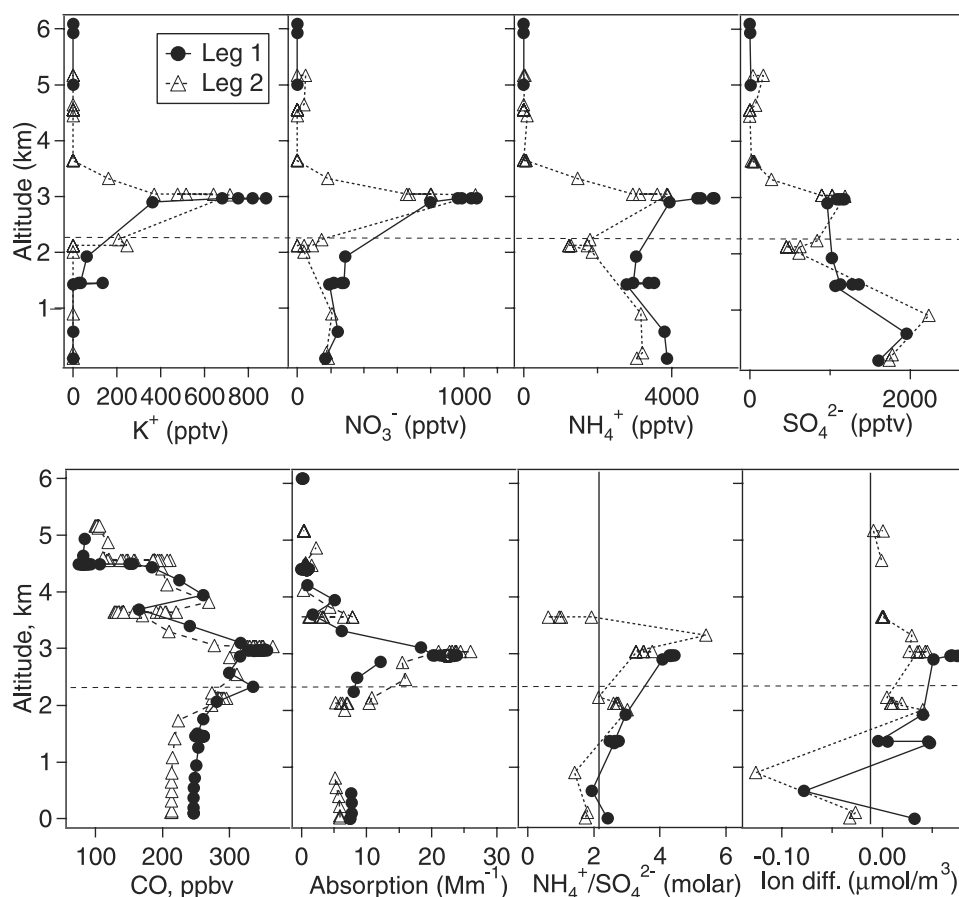 Leg 1
Leg 2
Altitude (km)
6
5
4
3
2
1
0 200 400 600 800
0 1000
0 4000
0 2000
K⁺ (pptv)
NO₃⁻ (pptv)
NH₄⁺ (pptv)
SO₄²⁻ (pptv)
Altitude, km
6
5
4
3
2
1
0
100 200 300
0 10 20 30
0 2 4 6
-0.10 0.00
CO, ppbv
Absorption (Mm⁻¹)
NH₄⁺/SO₄²⁻ (molar)
Ion diff. (μmol/m³)